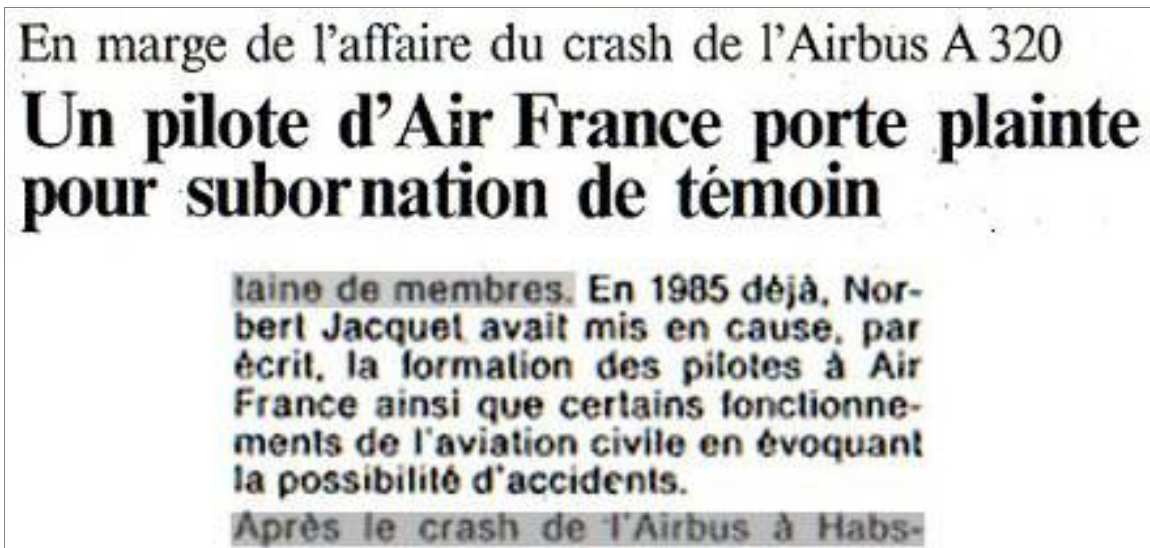 En marge de l'affaire du crash de l'Airbus A 320
Un pilote d'Air France porte plainte
pour subornation de témoin
taine de membres. En 1985 déjà, Nor-
bert Jacquet avait mis en cause, par
écrit, la formation des pilotes à Air
France ainsi que certains fonctionne-
ments de l'aviation civile en évoquant
la possibilité d'accidents.
Après le crash de l'Airbus à Habs-